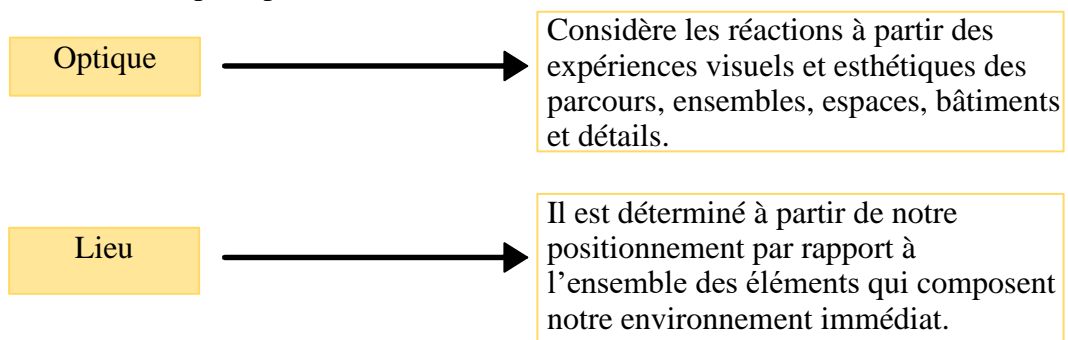 Optique
Considère les réactions à partir des
expériences visuels et esthétiques des
parcours, ensembles, espaces, bâtiments
et détails.
Lieu
Il est déterminé à partir de notre
positionnement par rapport à
l’ensemble des éléments qui composent
notre environnement immédiat.